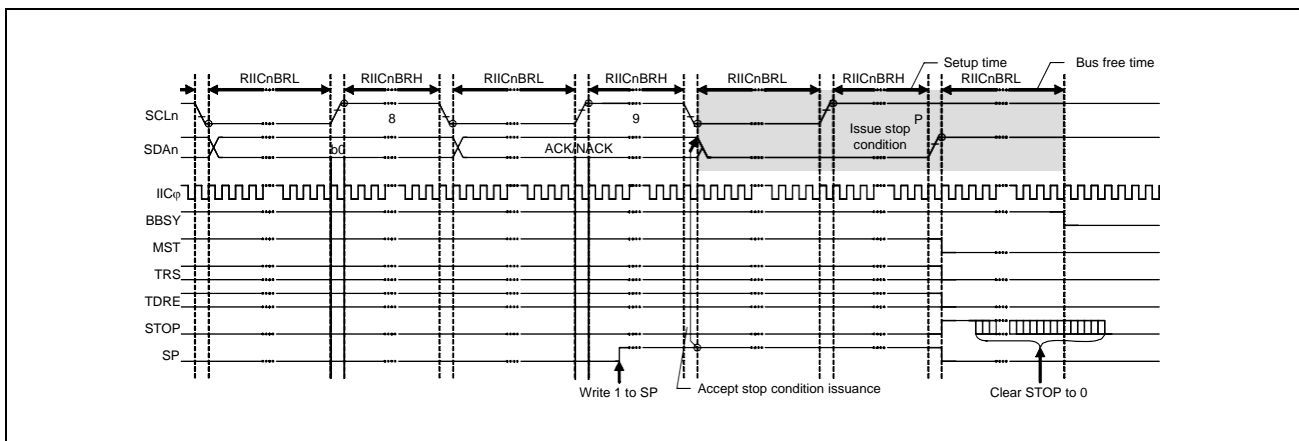 Setup time
Bus free time
RIICnBRL RIICnBRH RIICnBRL RIICnBRH RIICnBRL RIICnBRH RIICnBRL
SCLn
8 9 P
Issue stop
condition
SDAn
b0 ACK/NACK
IICφ
BBSY
MST
TRS
TDRE
STOP
SP
Write 1 to SP
Accept stop condition issuance
Clear STOP to 0